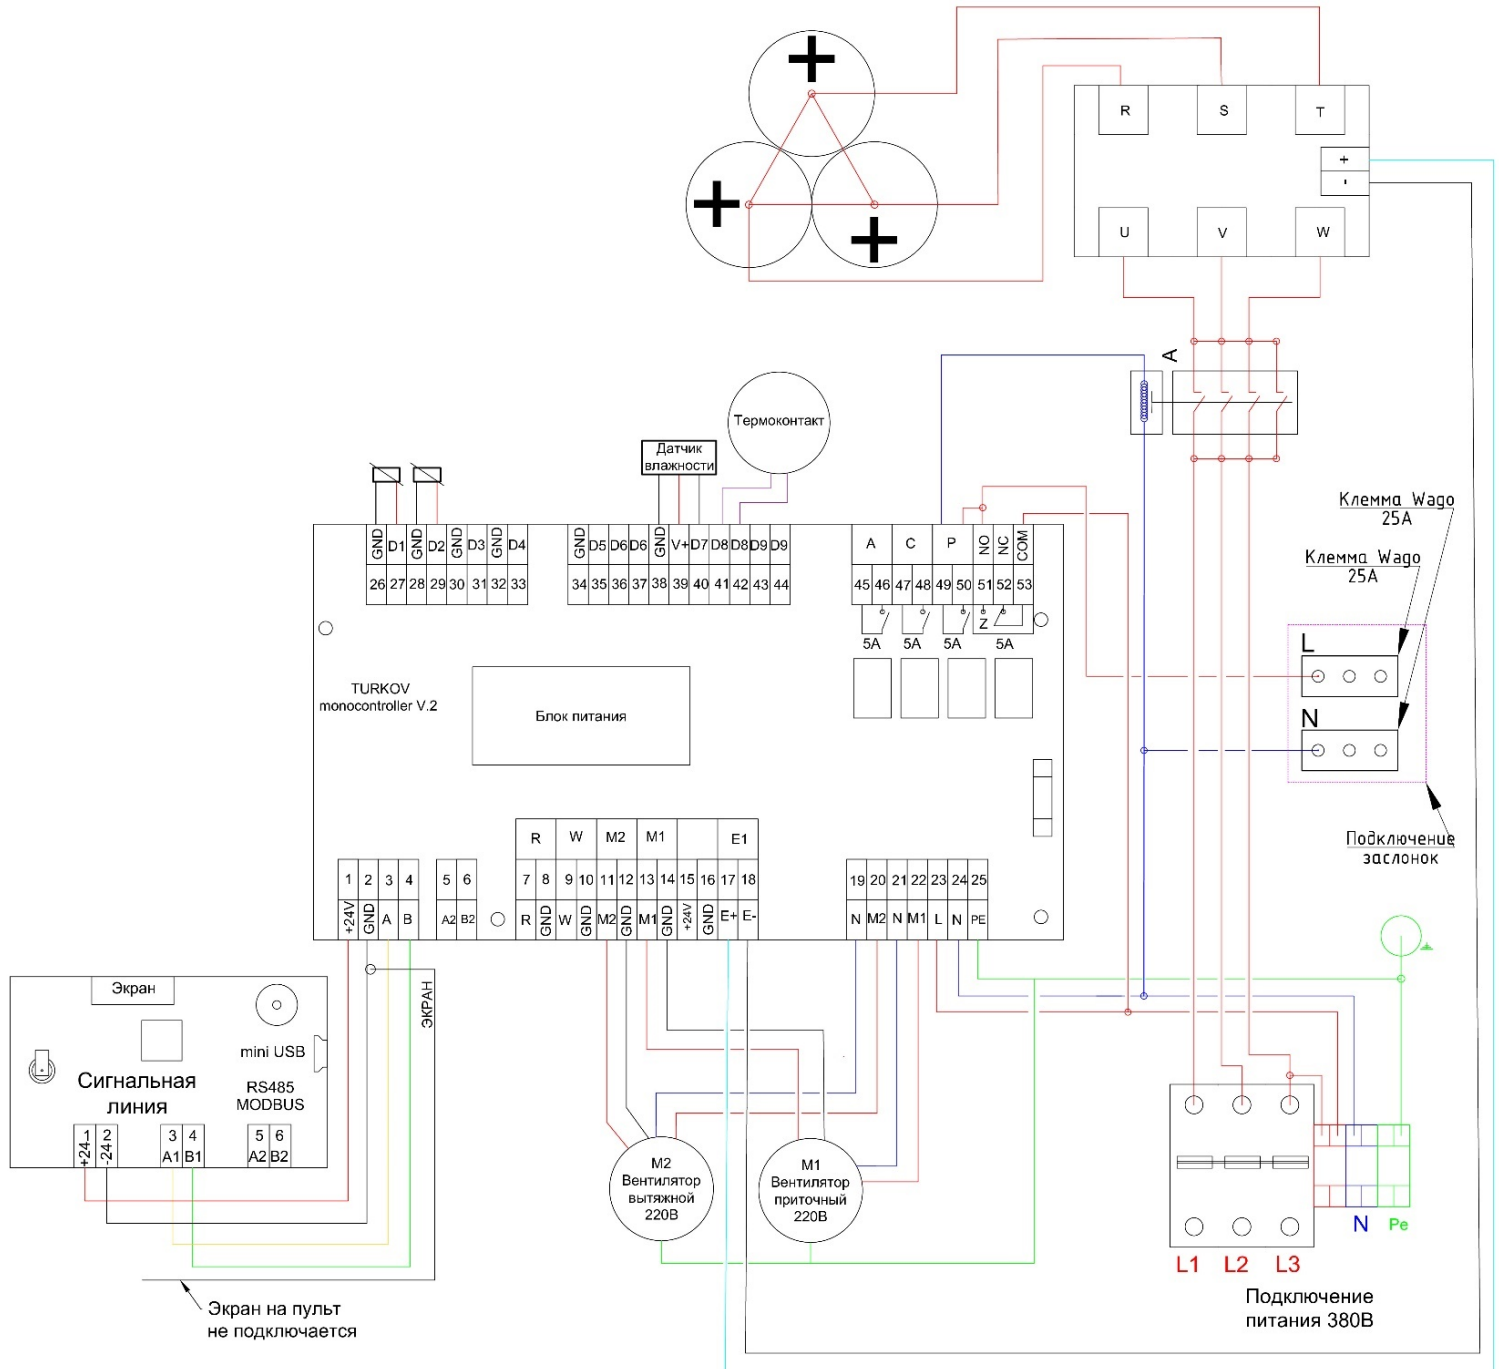 R S T
+
-
U V W
A
Термоконтакт
Датчик
влажности
Клемма Wago
25А
Клемма Wago
25А
GND D1 GND D2 GND D3 GND D4
26 27 28 29 30 31 32 33
GND D5 D6 D6 GND V+ D7 D8 D8 D9 D9
34 35 36 37 38 39 40 41 42 43 44
A C P NO NC COM
45 46 47 48 49 50 51 52 53
Z
5A 5A 5A 5A
L
N
TURKOV
monocontroller V.2
Блок питания
Подключение
заслонок
R W M2 M1 E1
1 2 3 4 5 6 7 8 9 10 11 12 13 14 15 16 17 18 19 20 21 22 23 24 25
+24V GND A B A2 B2 R GND W GND M2 GND M1 GND +24V GND E+ E- N M2 N M1 L N PE
Экран
ЭКРАН
mini USB
Сигнальная
линия
RS485
MODBUS
1 2 3 4 5 6
+24 -24 A1 B1 A2 B2
M2
Вентилятор
вытяжной
220В
M1
Вентилятор
приточный
220В
N Pe
L1 L2 L3
Подключение
питания 380В
Экран на пульт
не подключается